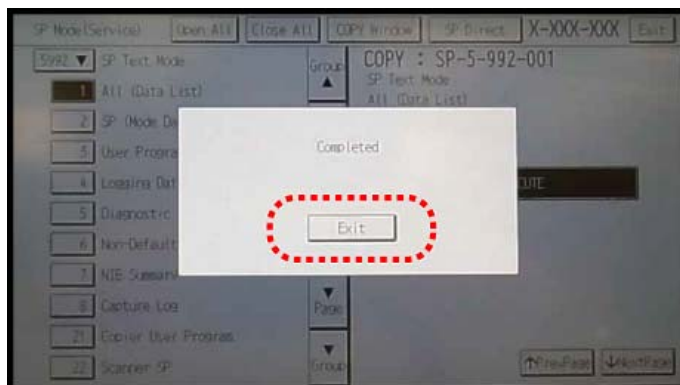 SP Mode(Service) Open All Close All COPY Window SP Direct X-XXX-XXX Exit
5992 ▼ SP Text Mode
Group
COPY : SP-5-992-001
SP Text Mode
All (Data List)
1 All (Data List)
2 SP (Mode Da
3 User Progra
4 Logging Dat
5 Diagnostic
6 Non-Default
7 NIB Summary
8 Capture Log
21 Copier User Program
22 Scanner SP
Completed
Exit
CUTE
Page
Group
↑PrevPage ↓NextPage